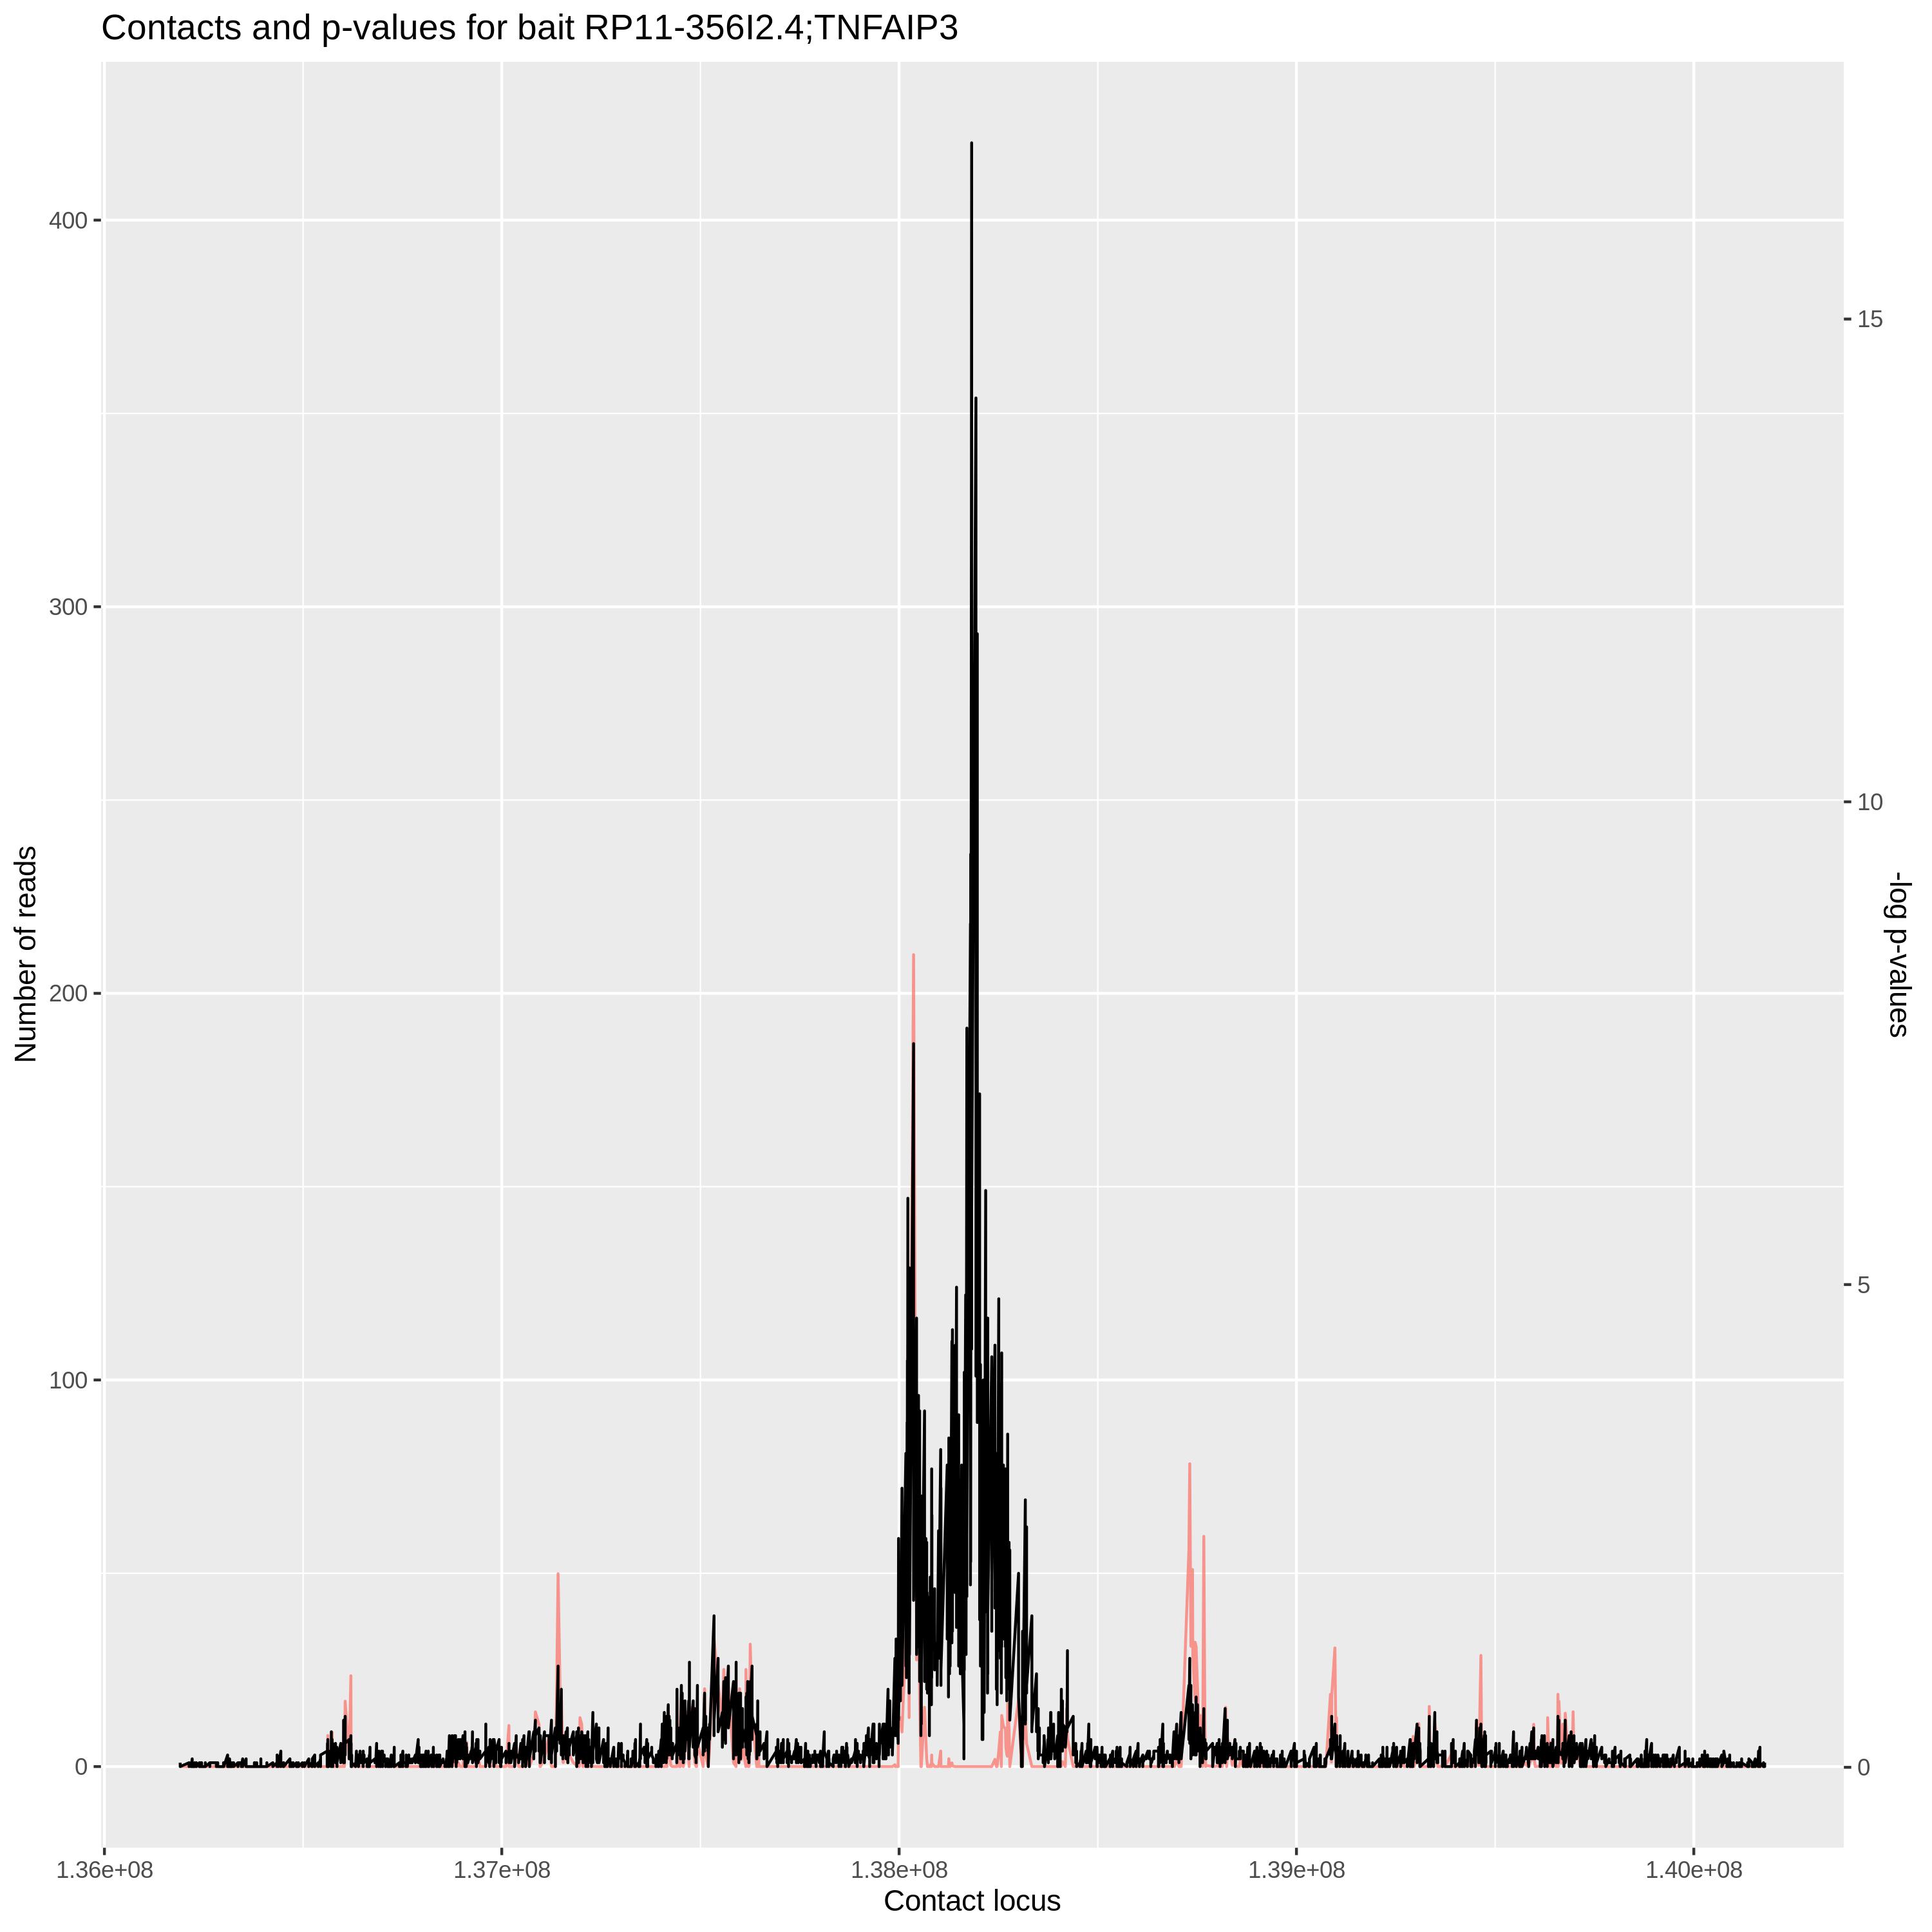 Contacts and p-values for bait RP11-356I2.4;TNFAIP3
400
300
200
100
0
15
10
5
0
Number of reads
-log p-values
1.36e+08
1.37e+08
1.38e+08
1.39e+08
1.40e+08
Contact locus